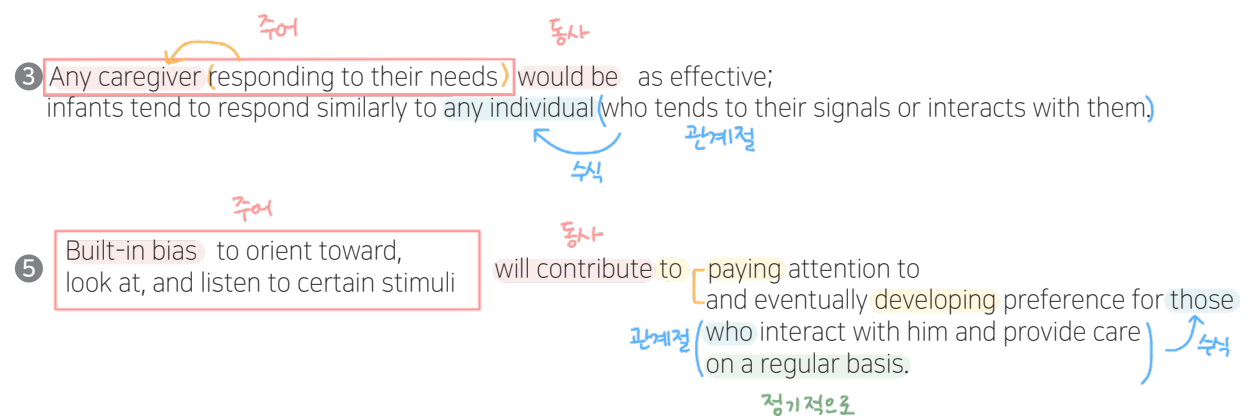 주어 동사
3 Any caregiver (responding to their needs) would be as effective;
infants tend to respond similarly to any individual (who tends to their signals or interacts with them.)
관계절
수식
주어
동사
Built-in bias to orient toward,
5 look at, and listen to certain stimuli will contribute to paying attention to
and eventually developing preference for those
관계절 (who interact with him and provide care) 수식
on a regular basis.
정기적으로